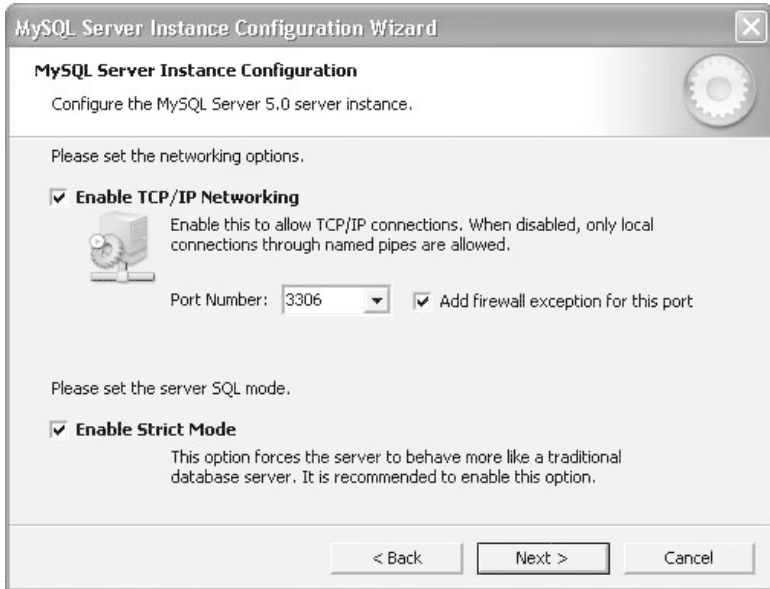 MySQL Server Instance Configuration Wizard
MySQL Server Instance Configuration
Configure the MySQL Server 5.0 server instance.
Please set the networking options.
Enable TCP/IP Networking
Enable this to allow TCP/IP connections. When disabled, only local
connections through named pipes are allowed.
Port Number: 3306 Add firewall exception for this port
Please set the server SQL mode.
Enable Strict Mode
This option forces the server to behave more like a traditional
database server. It is recommended to enable this option.
< Back Next > Cancel